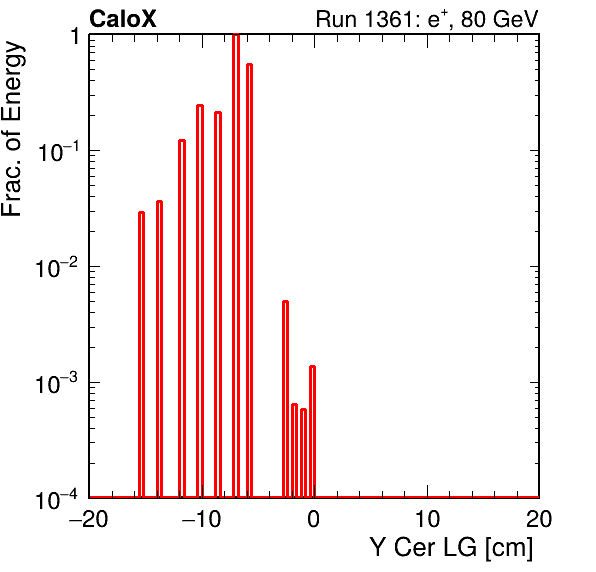 CaloX Run 1361: e⁺, 80 GeV
Frac. of Energy
1
10⁻¹
10⁻²
10⁻³
10⁻⁴
−20 −10 0 10 20
Y Cer LG [cm]